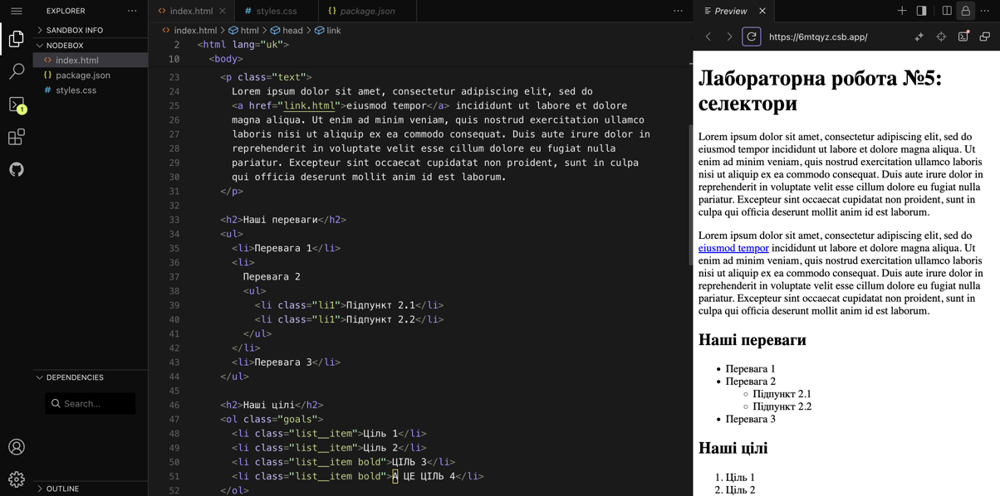 EXPLORER
SANDBOX INFO
NODEBOX
index.html
package.json
styles.css
1
DEPENDENCIES
Search...
OUTLINE
index.html
styles.css
package.json
index.html > html > head > link
2 <html lang="uk">
10 <body>
23 <p class="text">
24 Lorem ipsum dolor sit amet, consectetur adipiscing elit, sed do
25 <a href="link.html">eiusmod tempor</a> incididunt ut labore et dolore
26 magna aliqua. Ut enim ad minim veniam, quis nostrud exercitation ullamco
27 laboris nisi ut aliquip ex ea commodo consequat. Duis aute irure dolor in
28 reprehenderit in voluptate velit esse cillum dolore eu fugiat nulla
29 pariatur. Excepteur sint occaecat cupidatat non proident, sunt in culpa
30 qui officia deserunt mollit anim id est laborum.
31 </p>
32
33 <h2>Наші переваги</h2>
34 <ul>
35 <li>Перевага 1</li>
36 <li>
37 Перевага 2
38 <ul>
39 <li class="li1">Підпункт 2.1</li>
40 <li class="li1">Підпункт 2.2</li>
41 </ul>
42 </li>
43 <li>Перевага 3</li>
44 </ul>
45
46 <h2>Наші цілі</h2>
47 <ol class="goals">
48 <li class="list__item">Ціль 1</li>
49 <li class="list__item">Ціль 2</li>
50 <li class="list__item bold">ЦІЛЬ 3</li>
51 <li class="list__item bold">А ЦЕ ЦІЛЬ 4</li>
52 </ol>
Preview
https://6mtqyz.csb.app/
Лабораторна робота №5:
селектори
Lorem ipsum dolor sit amet, consectetur adipiscing elit, sed do
eiusmod tempor incididunt ut labore et dolore magna aliqua. Ut
enim ad minim veniam, quis nostrud exercitation ullamco laboris
nisi ut aliquip ex ea commodo consequat. Duis aute irure dolor in
reprehenderit in voluptate velit esse cillum dolore eu fugiat nulla
pariatur. Excepteur sint occaecat cupidatat non proident, sunt in
culpa qui officia deserunt mollit anim id est laborum.
Lorem ipsum dolor sit amet, consectetur adipiscing elit, sed do
eiusmod tempor incididunt ut labore et dolore magna aliqua. Ut
enim ad minim veniam, quis nostrud exercitation ullamco laboris
nisi ut aliquip ex ea commodo consequat. Duis aute irure dolor in
reprehenderit in voluptate velit esse cillum dolore eu fugiat nulla
pariatur. Excepteur sint occaecat cupidatat non proident, sunt in
culpa qui officia deserunt mollit anim id est laborum.
Наші переваги
Перевага 1
Перевага 2
Підпункт 2.1
Підпункт 2.2
Перевага 3
Наші цілі
1. Ціль 1
2. Ціль 2